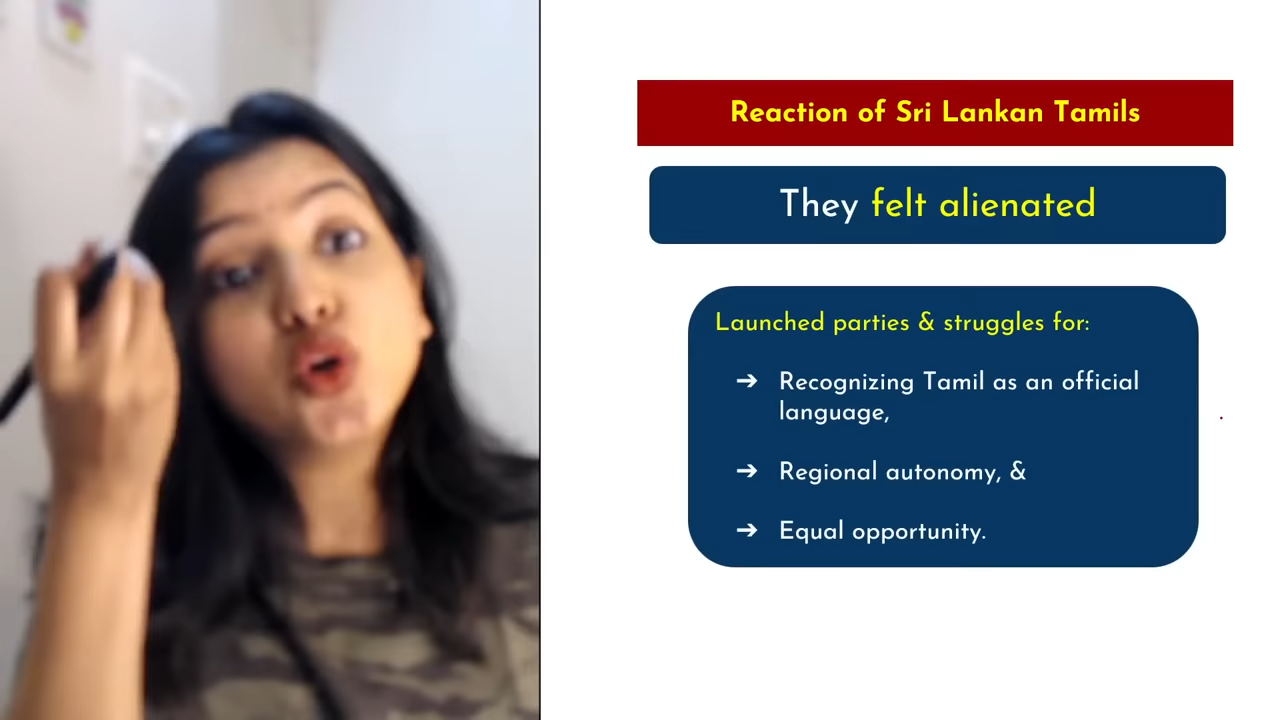 Reaction of Sri Lankan Tamils
They felt alienated
Launched parties & struggles for:
➔ Recognizing Tamil as an official
language,
➔ Regional autonomy, &
➔ Equal opportunity.